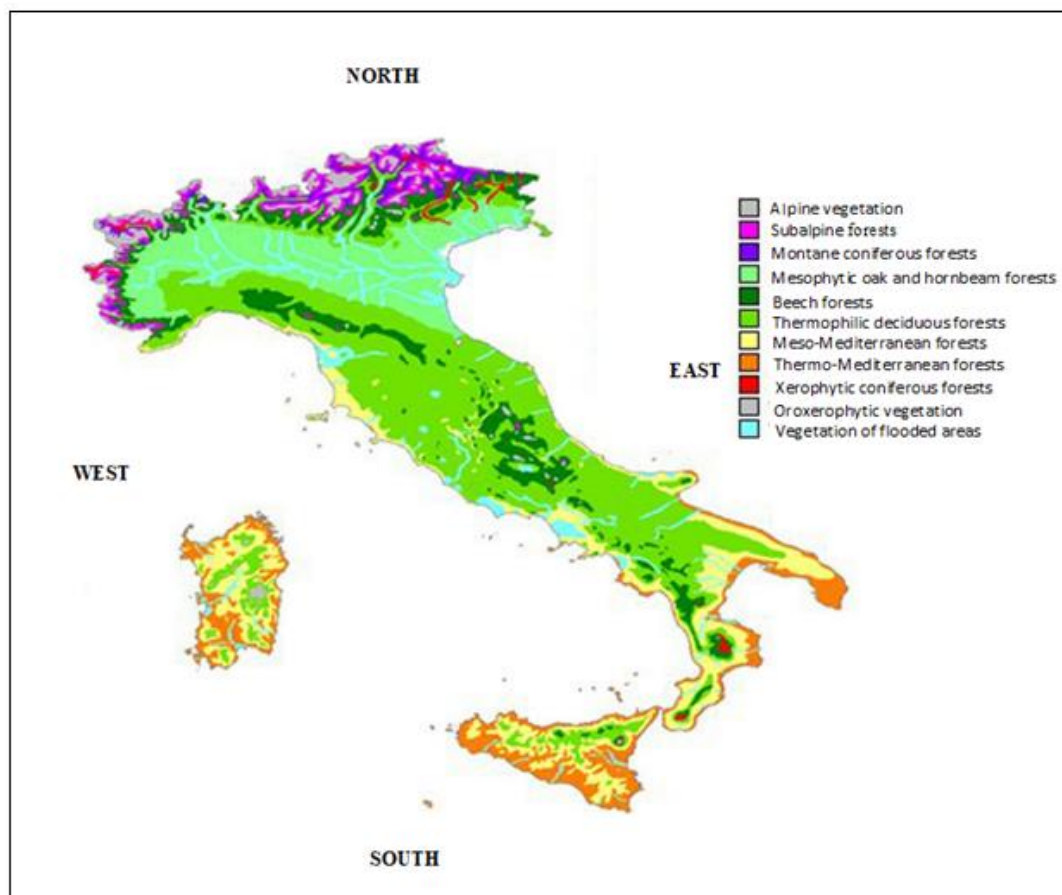 NORTH
Alpine vegetation
Subalpine forests
Montane coniferous forests
Mesophytic oak and hornbeam forests
Beech forests
Thermophilic deciduous forests
Meso-Mediterranean forests
EAST
Thermo-Mediterranean forests
Xerophytic coniferous forests
Oroxerophytic vegetation
Vegetation of flooded areas
WEST
SOUTH